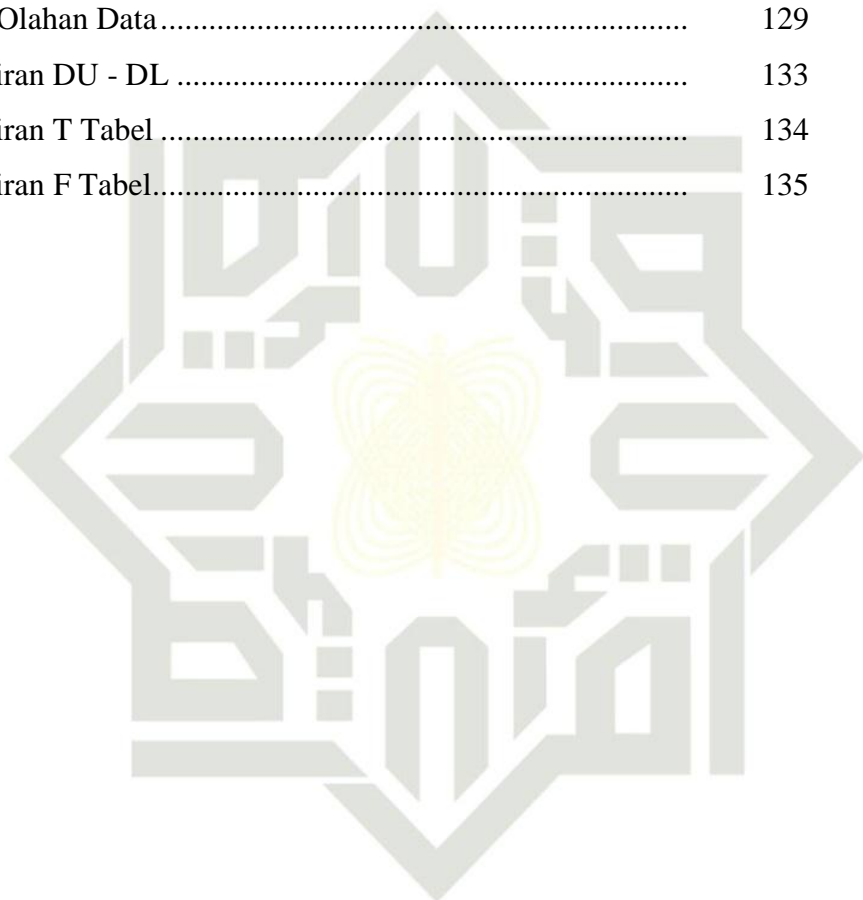 Olahan Data ................................................................ 129
iran DU - DL ................................................................ 133
iran T Tabel ................................................................ 134
iran F Tabel................................................................ 135